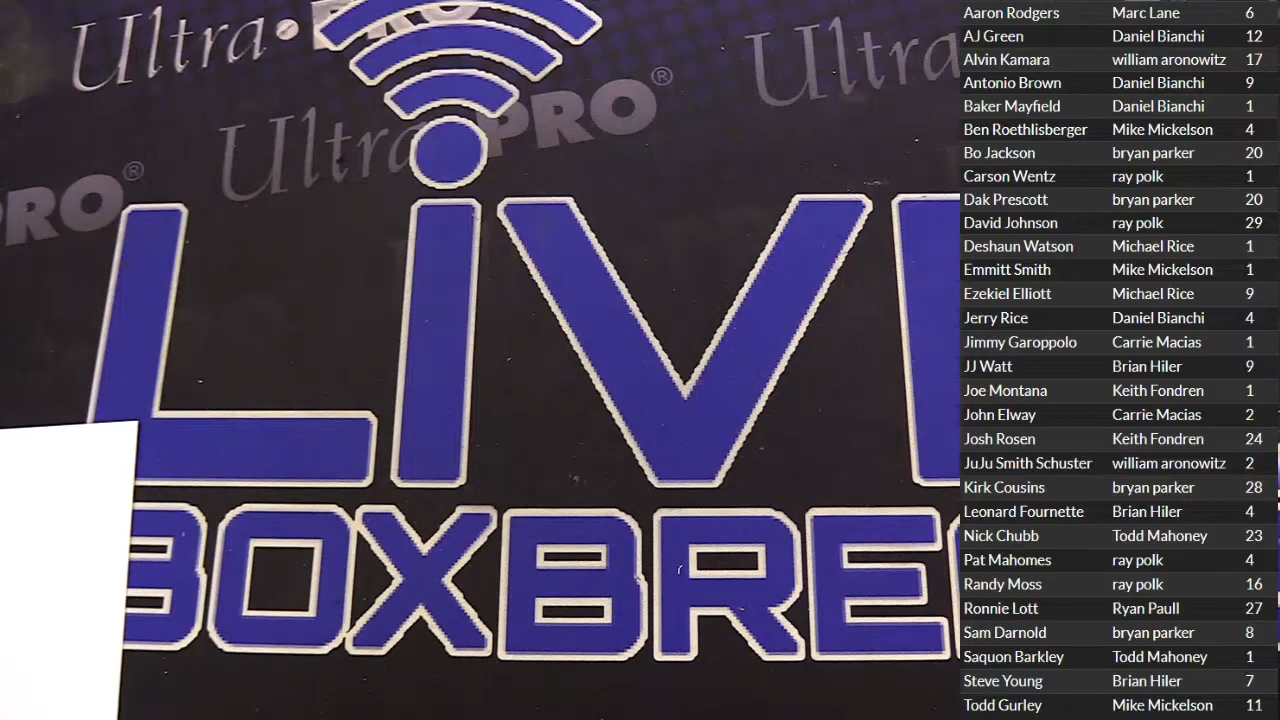 Ultra•PRO
Ultra
Ultra PRO®
PRO®
LiVE
BOXBRE
Aaron Rodgers Marc Lane 6
AJ Green Daniel Bianchi 12
Alvin Kamara william aronowitz 17
Antonio Brown Daniel Bianchi 9
Baker Mayfield Daniel Bianchi 1
Ben Roethlisberger Mike Mickelson 4
Bo Jackson bryan parker 20
Carson Wentz ray polk 1
Dak Prescott bryan parker 20
David Johnson ray polk 29
Deshaun Watson Michael Rice 1
Emmitt Smith Mike Mickelson 1
Ezekiel Elliott Michael Rice 9
Jerry Rice Daniel Bianchi 4
Jimmy Garoppolo Carrie Macias 1
JJ Watt Brian Hiler 9
Joe Montana Keith Fondren 1
John Elway Carrie Macias 2
Josh Rosen Keith Fondren 24
JuJu Smith Schuster william aronowitz 2
Kirk Cousins bryan parker 28
Leonard Fournette Brian Hiler 4
Nick Chubb Todd Mahoney 23
Pat Mahomes ray polk 4
Randy Moss ray polk 16
Ronnie Lott Ryan Paull 27
Sam Darnold bryan parker 8
Saquon Barkley Todd Mahoney 1
Steve Young Brian Hiler 7
Todd Gurley Mike Mickelson 11